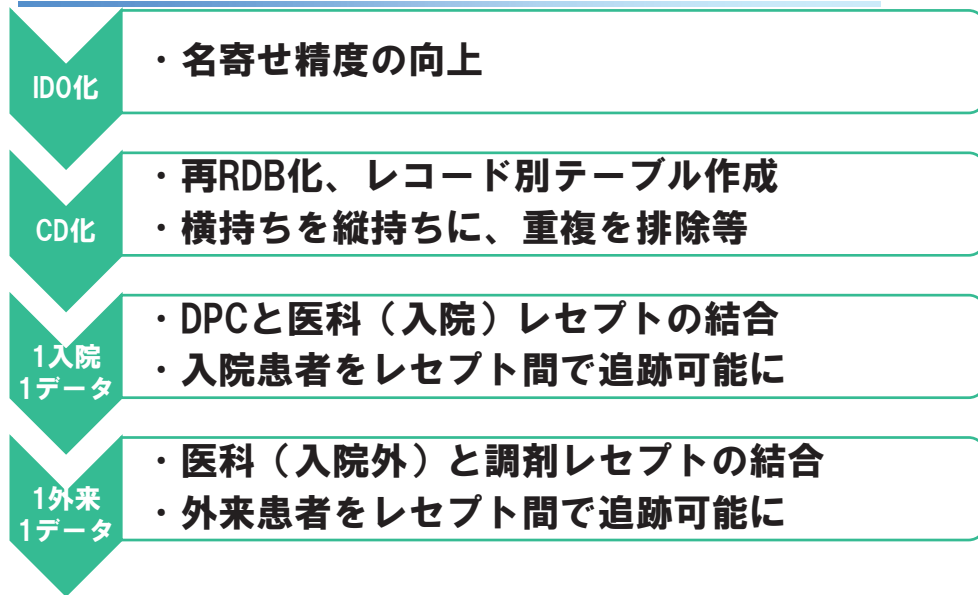 ID0化
・名寄せ精度の向上
CD化
・再RDB化、レコード別テーブル作成
・横持ちを縦持ちに、重複を排除等
1入院
1データ
・DPCと医科（入院）レセプトの結合
・入院患者をレセプト間で追跡可能に
1外来
1データ
・医科（入院外）と調剤レセプトの結合
・外来患者をレセプト間で追跡可能に